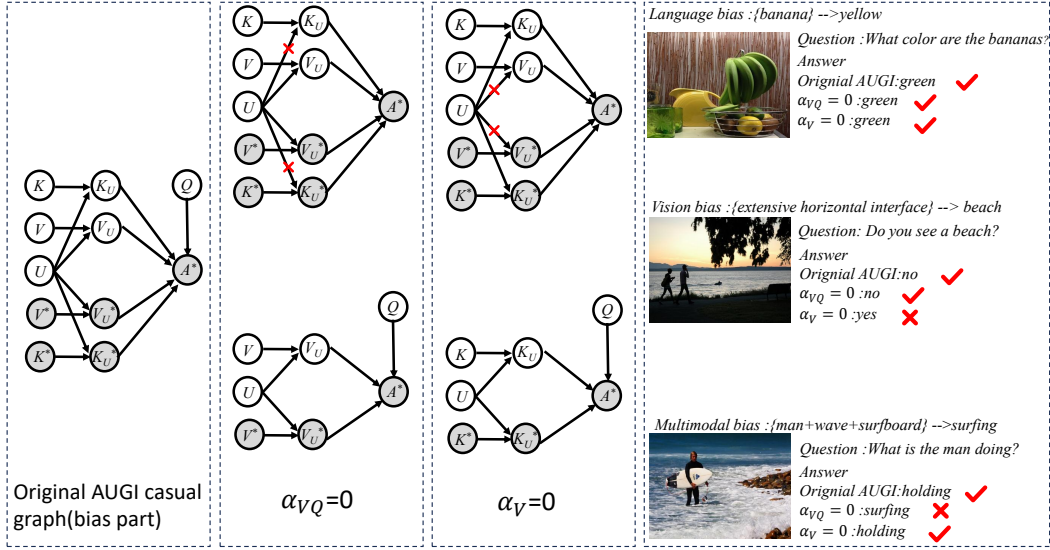 K
V
U
V*
K*
K_U
V_U
V_U*
K_U*
Q
A*
Original AUGI casual
graph(bias part)
K
V
U
V*
K*
K_U
V_U
V_U*
K_U*
A*
V
U
V*
V_U
V_U*
Q
A*
α_VQ=0
K
V
U
V*
K*
K_U
V_U
V_U*
K_U*
A*
K
U
K*
K_U
K_U*
Q
A*
α_V=0
Language bias :{banana} -->yellow
Question :What color are the bananas?
Answer
Orignial AUGI:green
α_VQ = 0 :green
α_V = 0 :green
Vision bias :{extensive horizontal interface} --> beach
Question: Do you see a beach?
Answer
Orignial AUGI:no
α_VQ = 0 :no
α_V = 0 :yes
Multimodal bias :{man+wave+surfboard} -->surfing
Question :What is the man doing?
Answer
Orignial AUGI:holding
α_VQ = 0 :surfing
α_V = 0 :holding